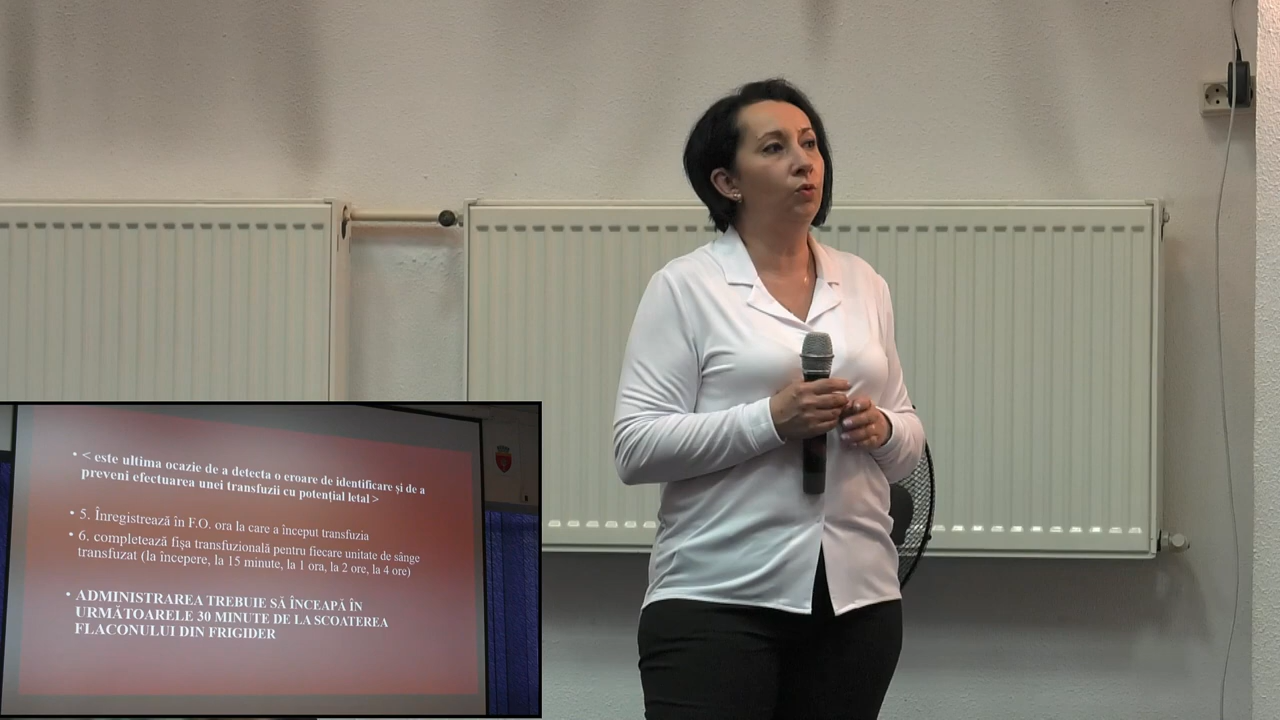 • < este ultima ocazie de a detecta o eroare de identificare și de a
preveni efectuarea unei transfuzii cu potențial letal >
• 5. Înregistrează în F.O. ora la care a început transfuzia
• 6. completează fișa transfuzională pentru fiecare unitate de sânge
transfuzat (la începere, la 15 minute, la 1 ora, la 2 ore, la 4 ore)
• ADMINISTRAREA TREBUIE SĂ ÎNCEAPĂ ÎN
URMĂTOARELE 30 MINUTE DE LA SCOATEREA
FLACONULUI DIN FRIGIDER